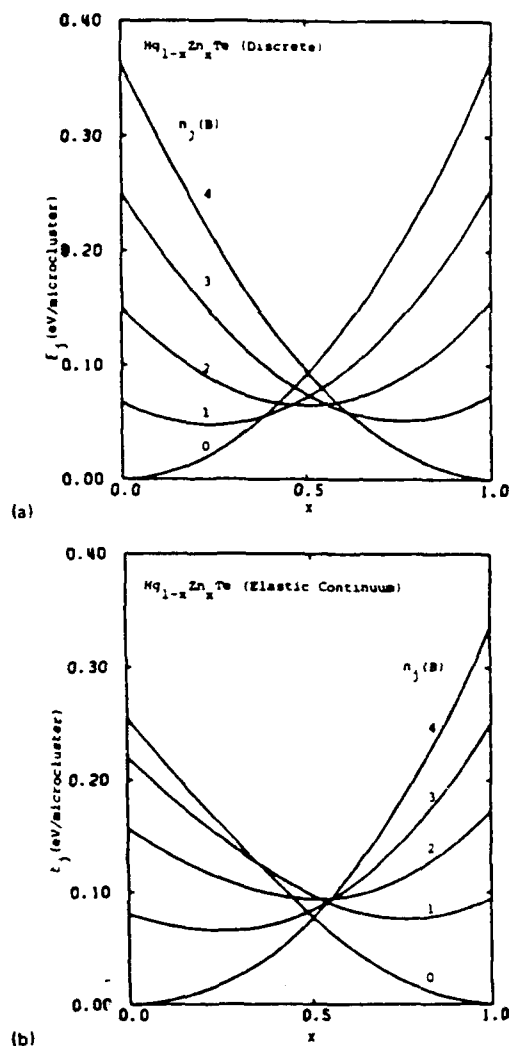 0.40
Hg1-xZnxTe (Discrete)
nj(B)
0.30
4
0.20
3
Ej(eV/microcluster)
2
0.10
1
0
0.00
0.0 0.5 1.0
x
(a)
0.40
Hg1-xZnxTe (Elastic Continuum)
nj(B)
0.30
4
3
0.20
2
εj(eV/microcluster)
0.10
1
0
0.00
0.0 0.5 1.0
x
(b)